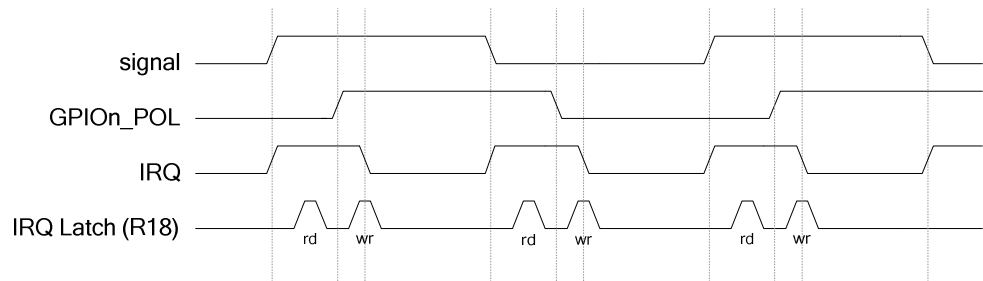 signal
GPIOn_POL
IRQ
IRQ Latch (R18)
rd wr rd wr rd wr